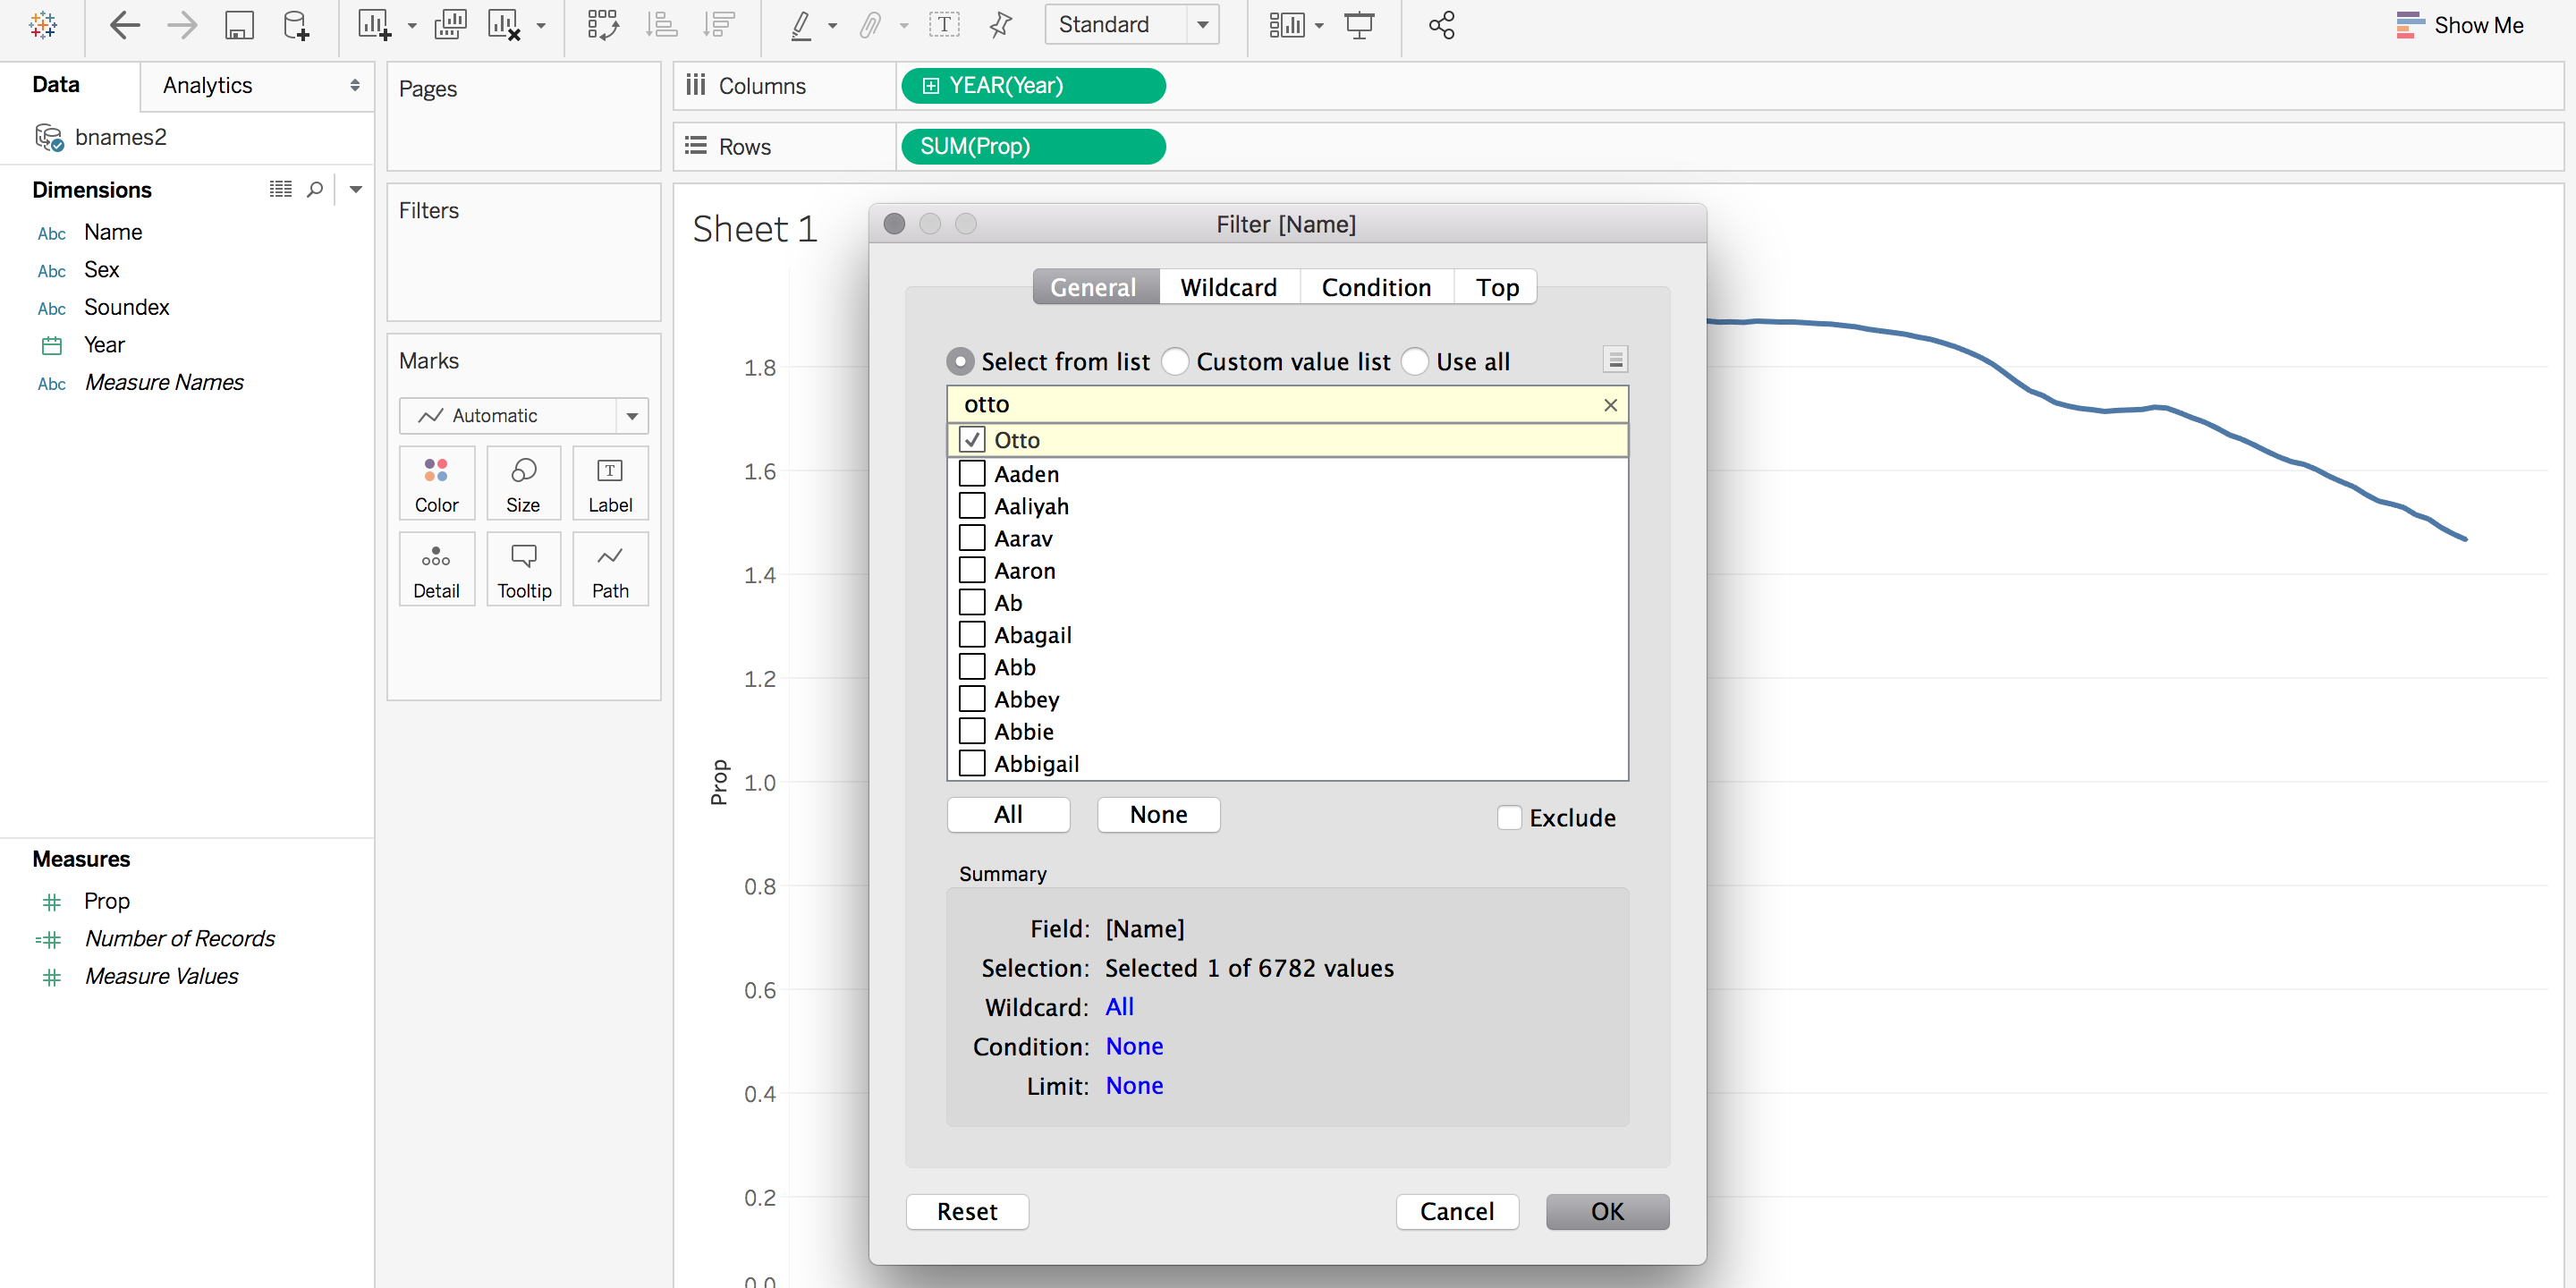 Standard
Show Me
Data
Analytics
bnames2
Dimensions
Abc Name
Abc Sex
Abc Soundex
Year
Abc Measure Names
Measures
Prop
Number of Records
Measure Values
Pages
Filters
Marks
Automatic
Color
Size
T
Label
Detail
Tooltip
Path
Columns
YEAR(Year)
Rows
SUM(Prop)
Sheet 1
Prop
1.8
1.6
1.4
1.2
1.0
0.8
0.6
0.4
0.2
0.0
Filter [Name]
General
Wildcard
Condition
Top
Select from list
Custom value list
Use all
otto
Otto
Aaden
Aaliyah
Aarav
Aaron
Ab
Abagail
Abb
Abbey
Abbie
Abbigail
All
None
Exclude
Summary
Field: [Name]
Selection: Selected 1 of 6782 values
Wildcard: All
Condition: None
Limit: None
Reset
Cancel
OK